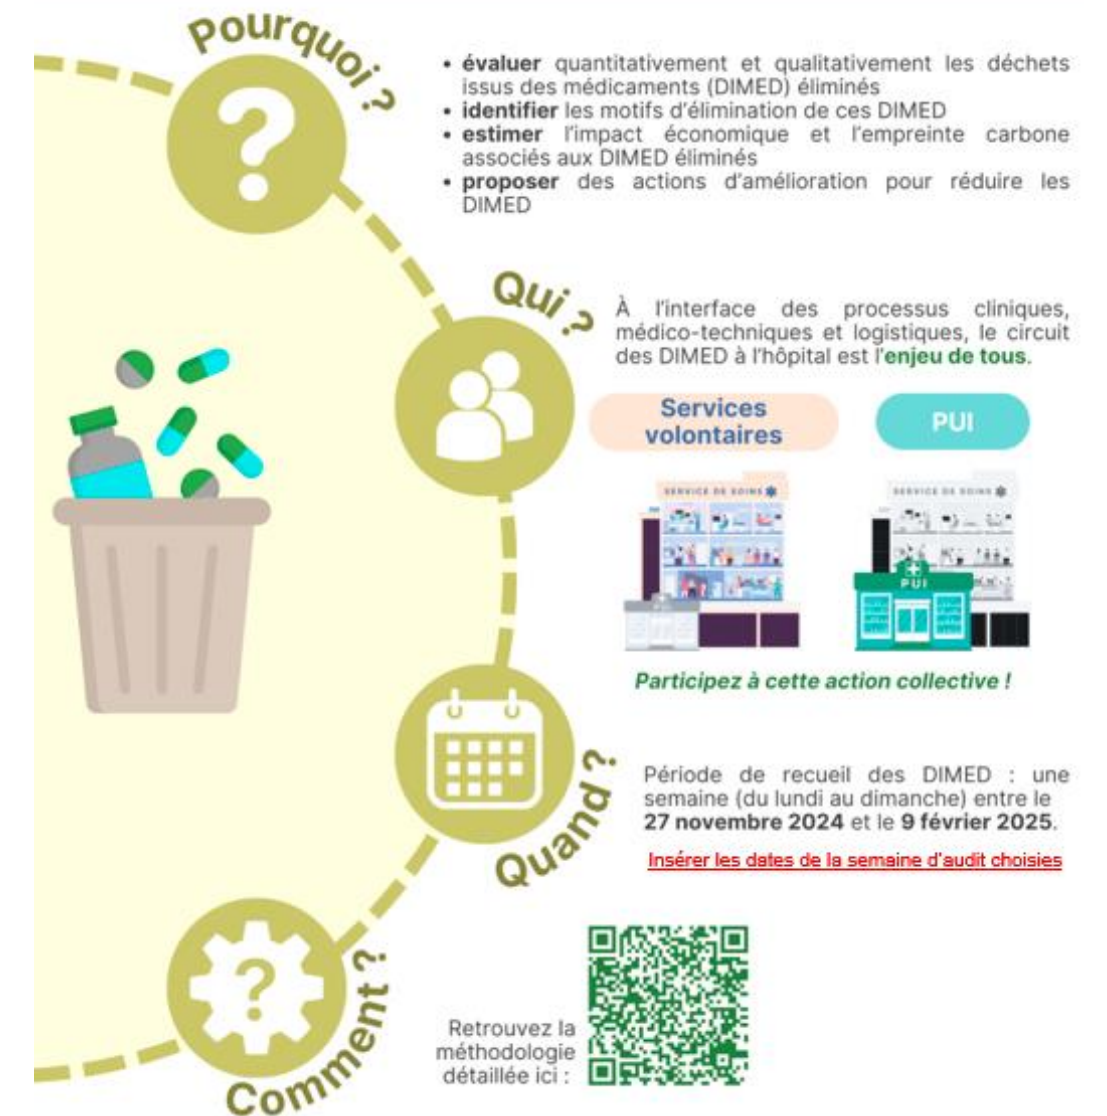 Pourquoi ?
• évaluer quantitativement et qualitativement les déchets
issus des médicaments (DIMED) éliminés
• identifier les motifs d'élimination de ces DIMED
• estimer l'impact économique et l'empreinte carbone
associés aux DIMED éliminés
• proposer des actions d'amélioration pour réduire les
DIMED
Qui ?
À l'interface des processus cliniques,
médico-techniques et logistiques, le circuit
des DIMED à l'hôpital est l'enjeu de tous.
Services
volontaires
PUI
SERVICE DE SOINS
PUI
SERVICE DE SOINS
PUI
Participez à cette action collective !
Quand ?
Période de recueil des DIMED : une
semaine (du lundi au dimanche) entre le
27 novembre 2024 et le 9 février 2025.
Insérer les dates de la semaine d'audit choisies
Comment ?
Retrouvez la
méthodologie
détaillée ici :